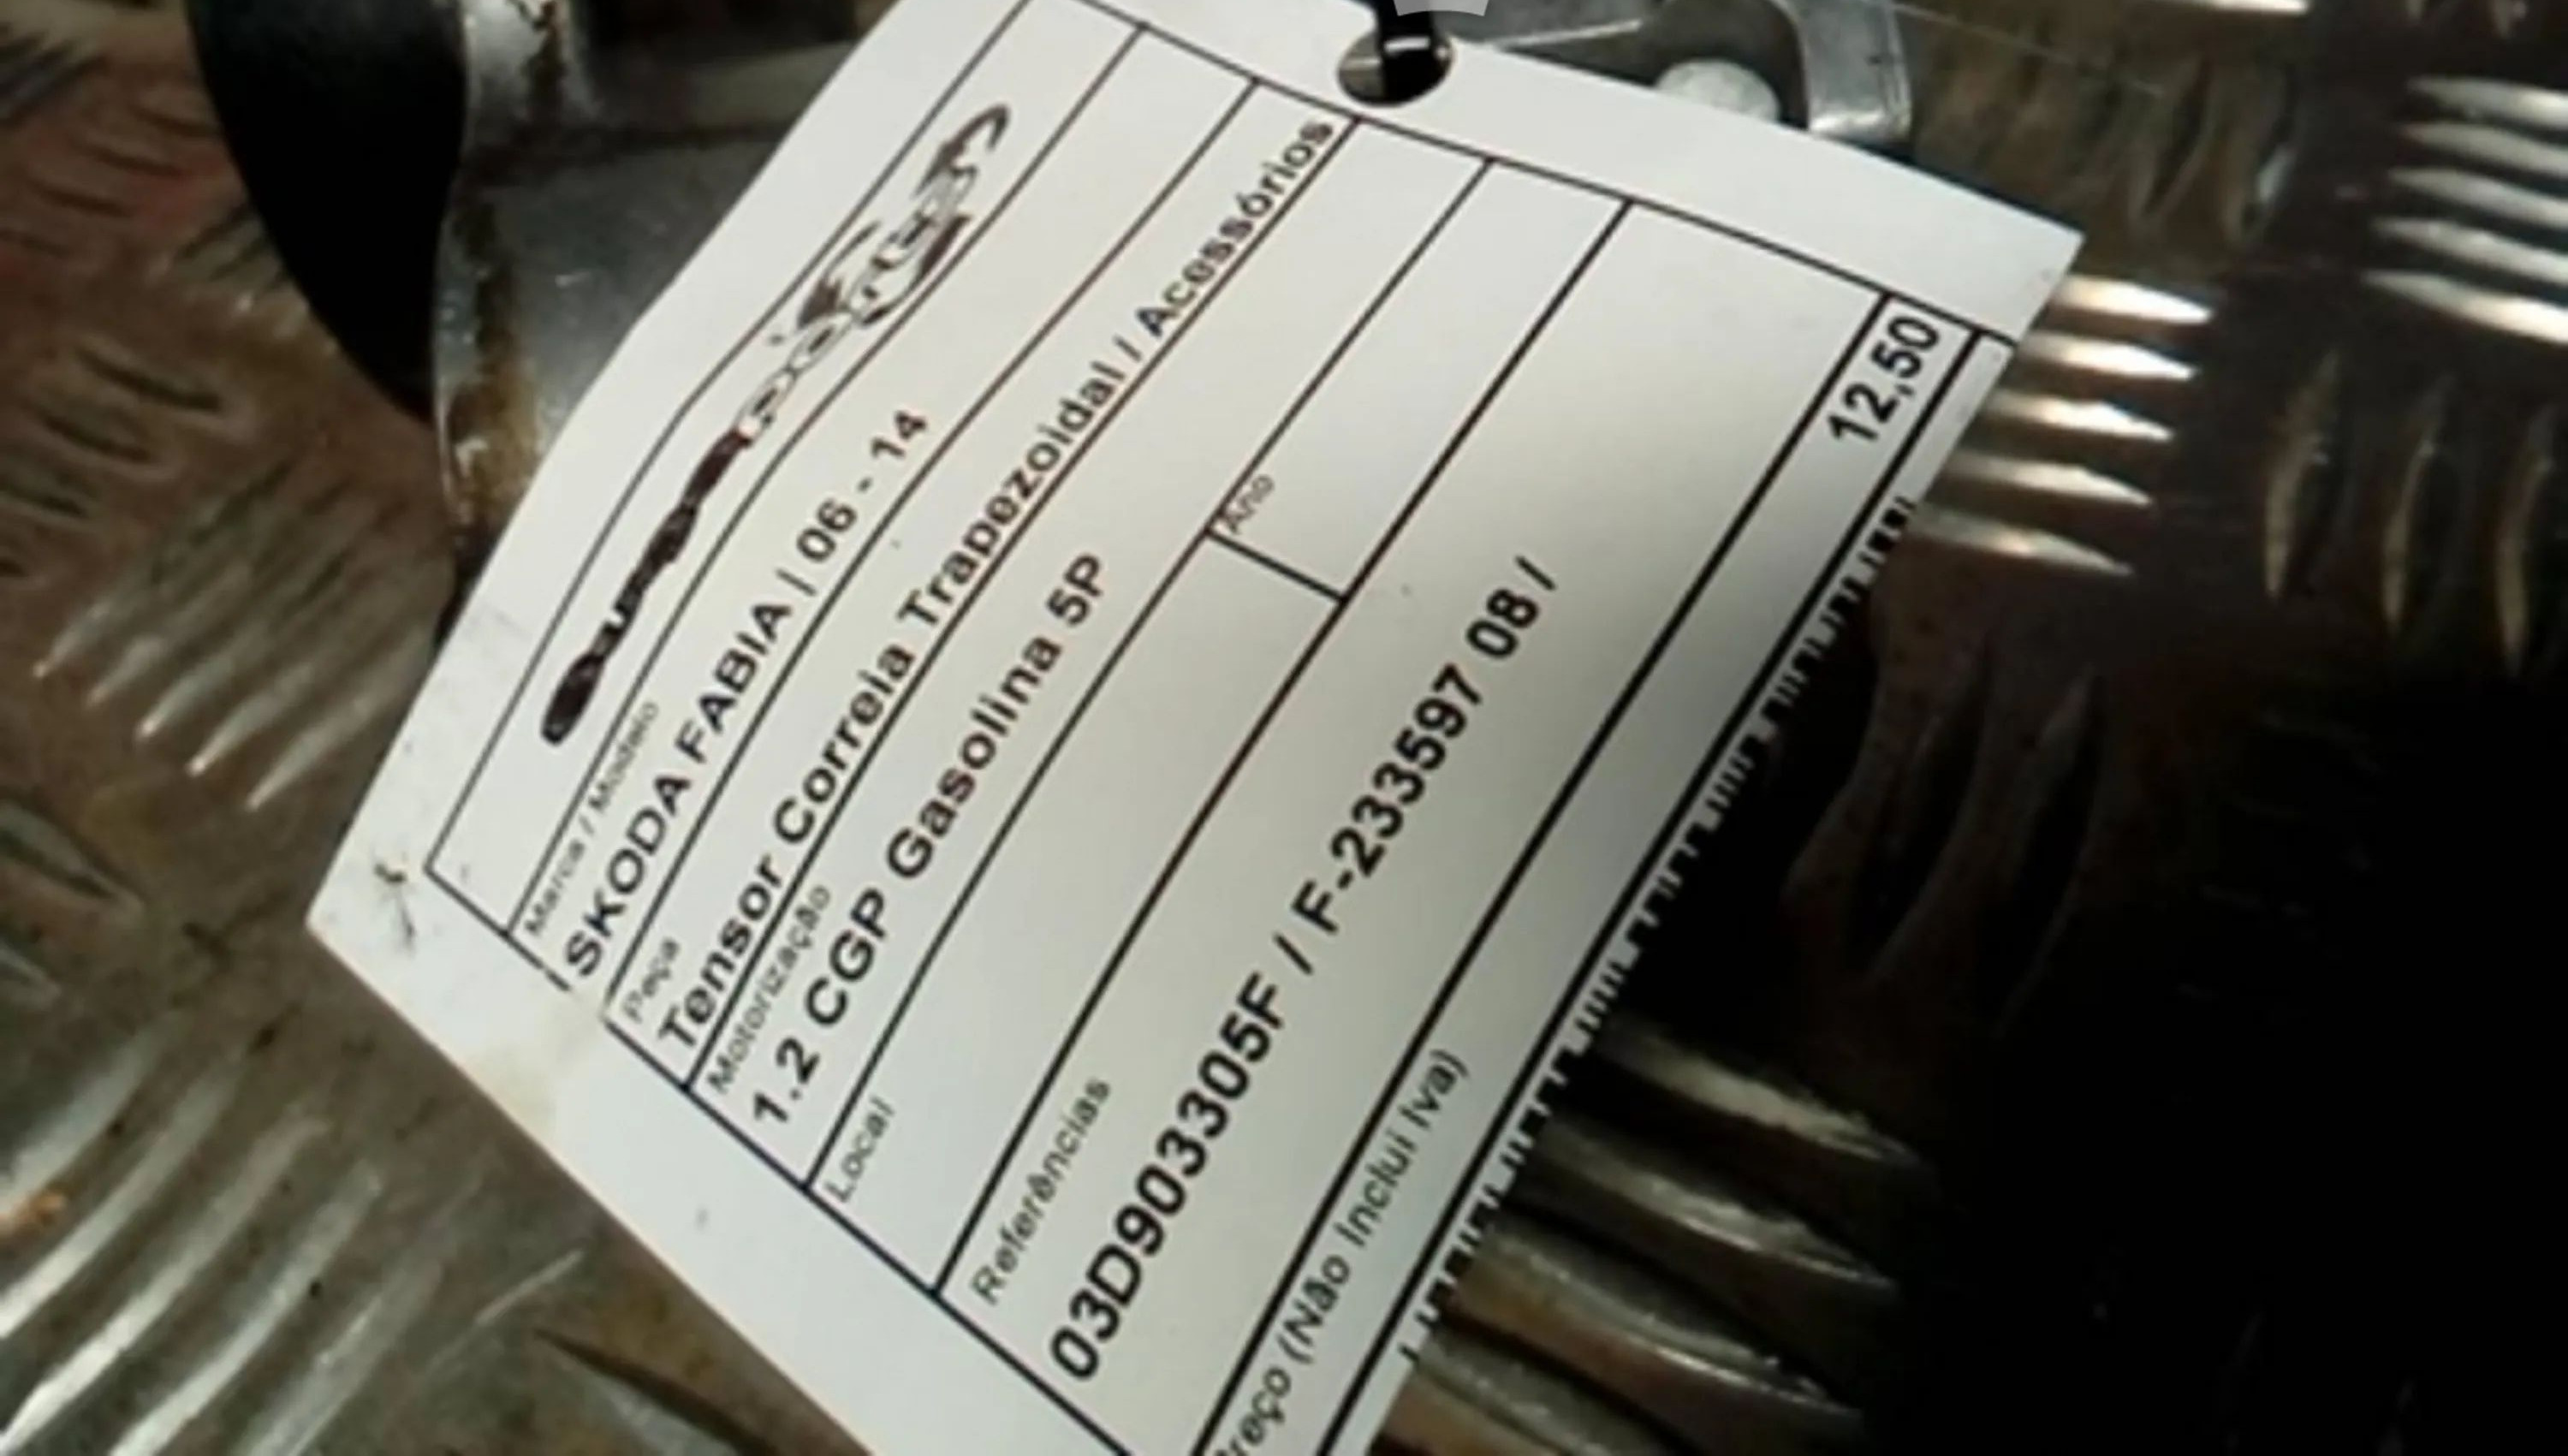 Marca / Modelo
SKODA FABIA | 06 - 14
Peça
Tensor Correia Trapezoidal / Acessórios
Motorização
1.2 CGP Gasolina 5P
Local
Ano
Referências
03D903305F / F-233597 08 /
Preço (Não Inclui Iva)
12,50